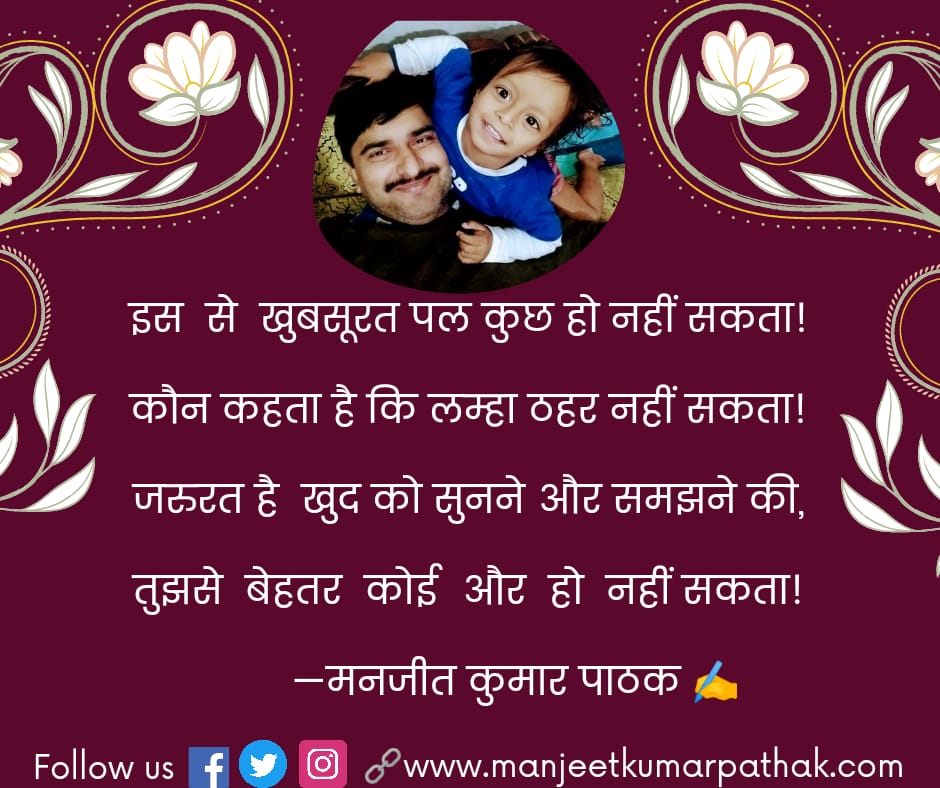 इस से खुबसूरत पल कुछ हो नहीं सकता!
कौन कहता है कि लम्हा ठहर नहीं सकता!
जरुरत है खुद को सुनने और समझने की,
तुझसे बेहतर कोई और हो नहीं सकता!
—मनजीत कुमार पाठक ✍️
Follow us 🔗www.manjeetkumarpathak.com